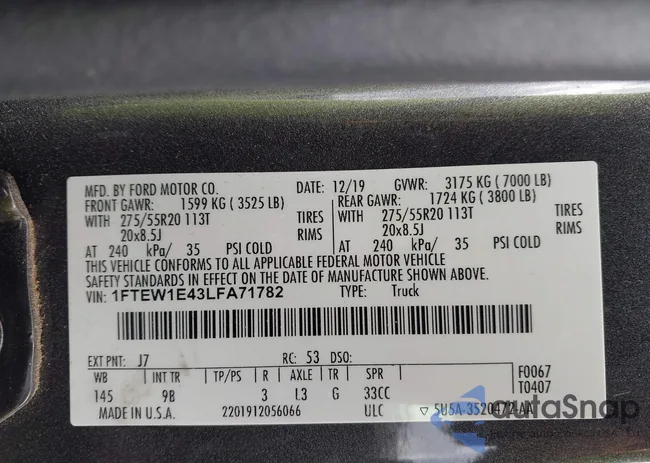 MFD. BY FORD MOTOR CO. DATE: 12/19 GVWR: 3175 KG ( 7000 LB)
FRONT GAWR: 1599 KG ( 3525 LB) REAR GAWR: 1724 KG ( 3800 LB)
WITH 275/55R20 113T TIRES WITH 275/55R20 113T TIRES
20x8.5J RIMS 20x8.5J RIMS
AT 240 kPa/ 35 PSI COLD AT 240 kPa/ 35 PSI COLD
THIS VEHICLE CONFORMS TO ALL APPLICABLE FEDERAL MOTOR VEHICLE
SAFETY STANDARDS IN EFFECT ON THE DATE OF MANUFACTURE SHOWN ABOVE.
VIN: 1FTEW1E43LFA71782 TYPE: Truck
EXT PNT: J7 RC: 53 DSO:
WB INT TR TP/PS R AXLE TR SPR F0067
145 9B 3 L3 G 33CC T0407
MADE IN U.S.A. 2201912056066 ULC ▽ 5U5A-3520472-AA
autoSnap